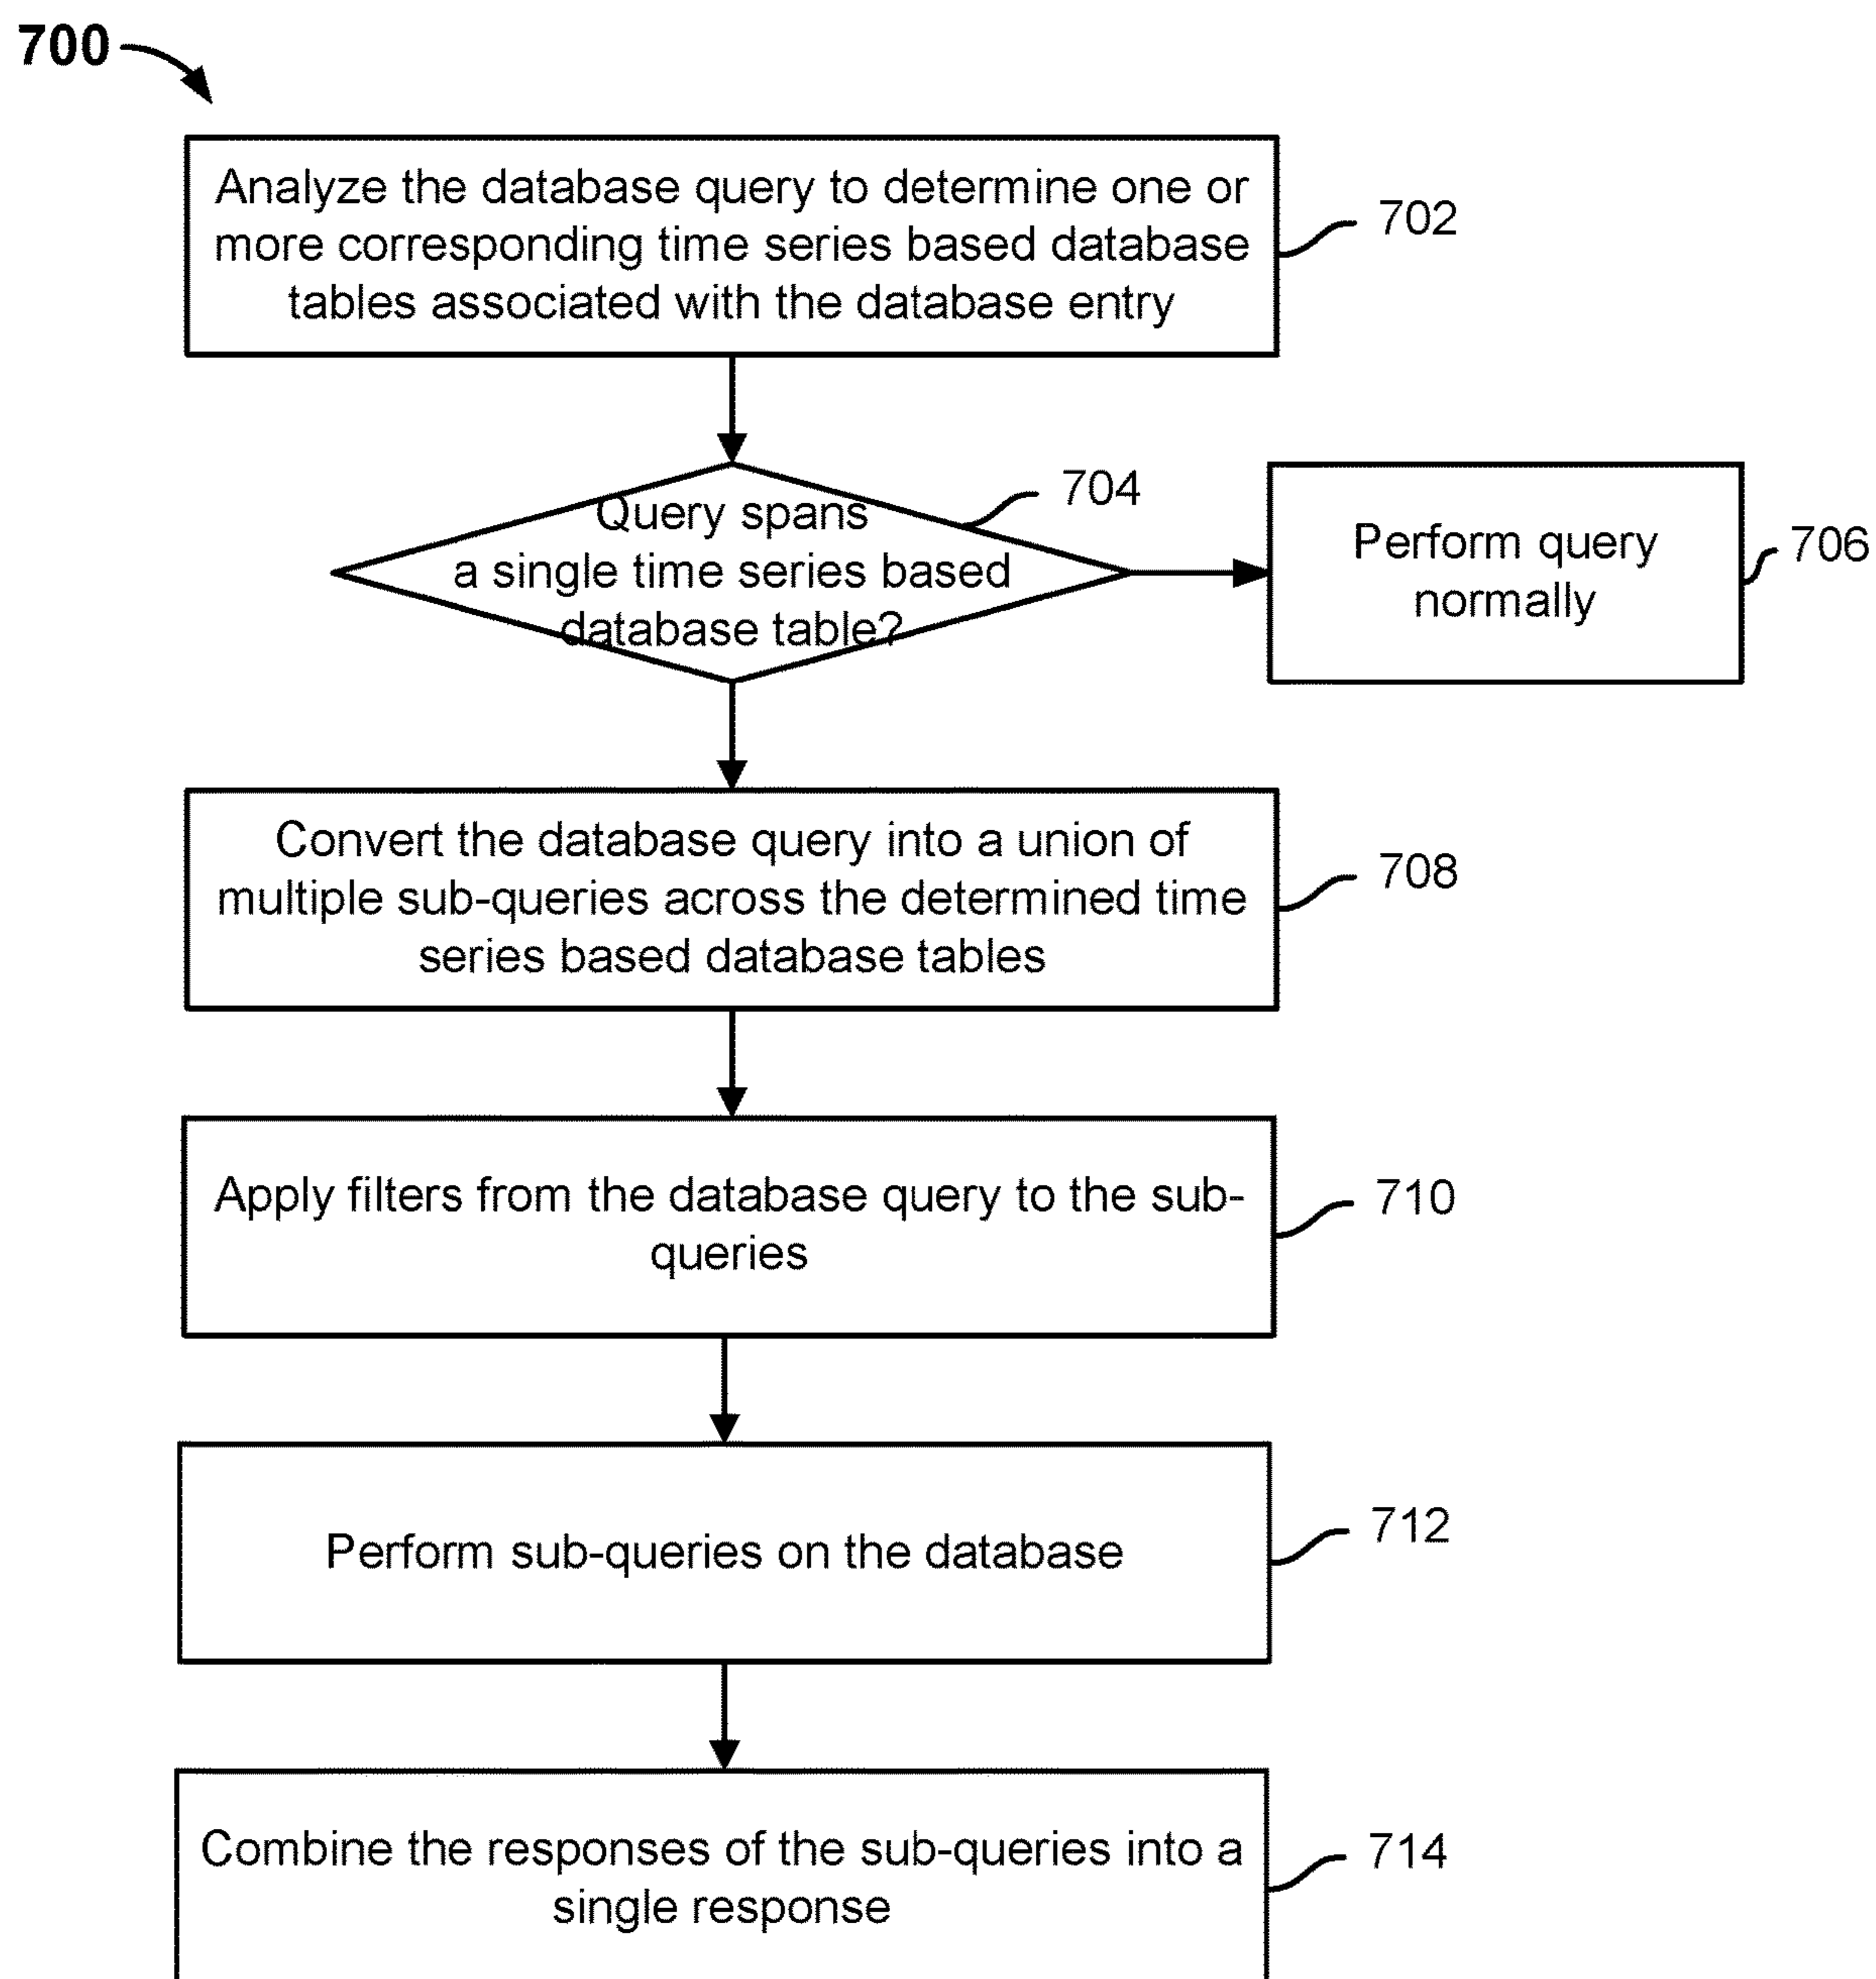 700
Analyze the database query to determine one or
more corresponding time series based database
tables associated with the database entry
702
Query spans
a single time series based
database table?
704
Perform query
normally
706
Convert the database query into a union of
multiple sub-queries across the determined time
series based database tables
708
Apply filters from the database query to the sub-
queries
710
Perform sub-queries on the database
712
Combine the responses of the sub-queries into a
single response
714